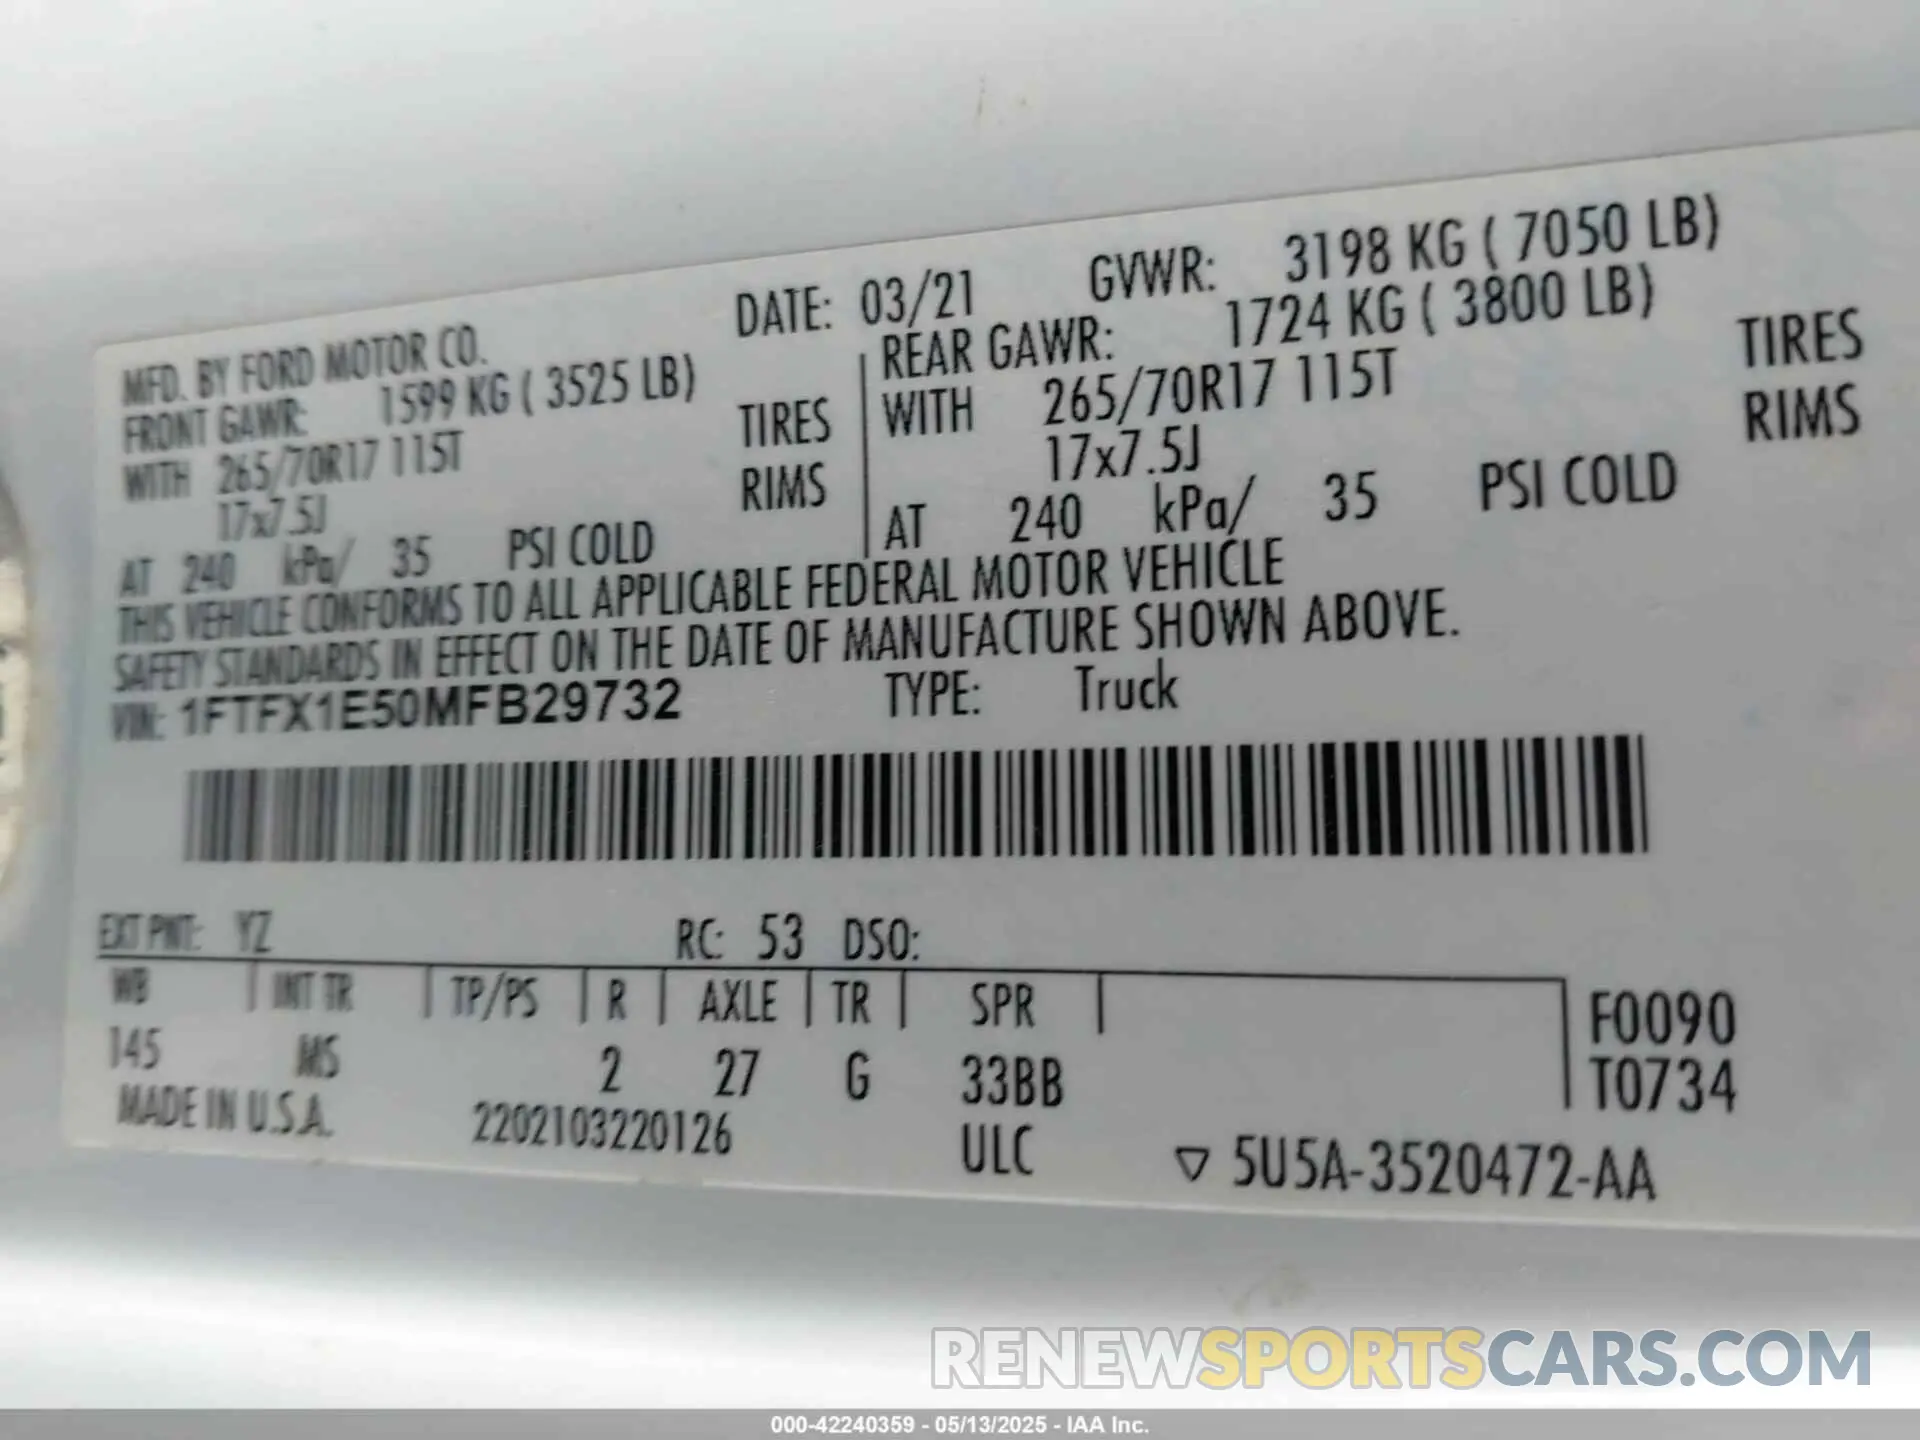 MFD. BY FORD MOTOR CO. DATE: 03/21 GVWR: 3198 KG ( 7050 LB)
FRONT GAWR: 1599 KG ( 3525 LB) REAR GAWR: 1724 KG ( 3800 LB)
WITH 265/70R17 115T TIRES WITH 265/70R17 115T TIRES
17x7.5J RIMS 17x7.5J RIMS
AT 240 kPa/ 35 PSI COLD AT 240 kPa/ 35 PSI COLD
THIS VEHICLE CONFORMS TO ALL APPLICABLE FEDERAL MOTOR VEHICLE
SAFETY STANDARDS IN EFFECT ON THE DATE OF MANUFACTURE SHOWN ABOVE.
VIN: 1FTFX1E50MFB29732 TYPE: Truck
EXT PNT: YZ RC: 53 DSO:
WB INT TR TP/PS R AXLE TR SPR F0090
145 MS 2 27 G 33BB T0734
MADE IN U.S.A. 2202103220126 ULC ▽ 5U5A-3520472-AA
RENEWSPORTSCARS.COM
000-42240359 - 05/13/2025 - IAA Inc.